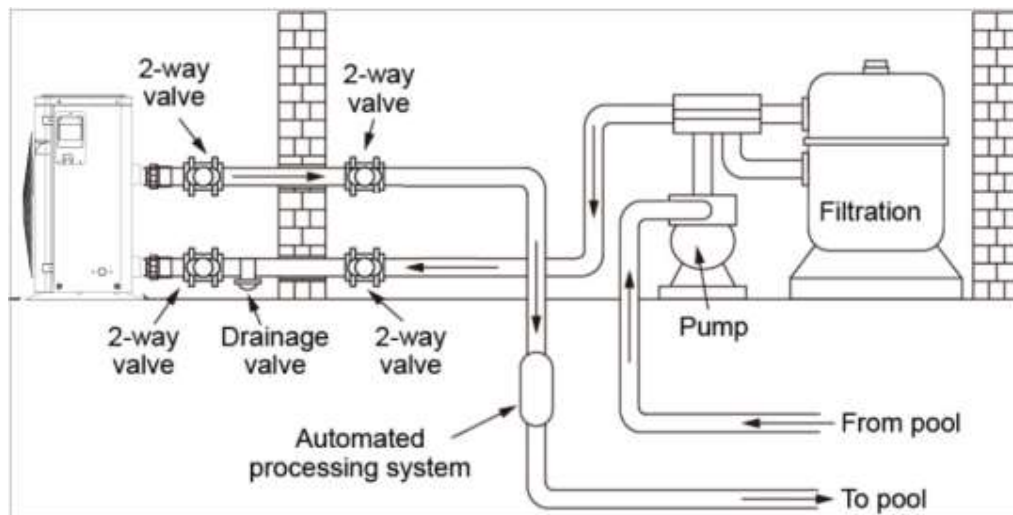 2-way
valve
2-way
valve
Filtration
Pump
2-way
valve
Drainage
valve
2-way
valve
Automated
processing system
From pool
To pool